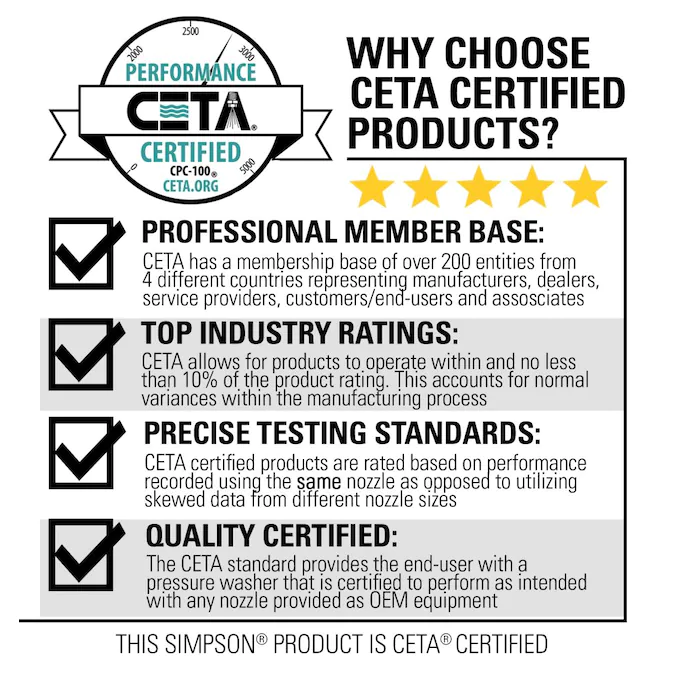 2000
2500
3000
PERFORMANCE
CETA®
CERTIFIED
0
CPC-100®
5000
CETA.ORG
WHY CHOOSE
CETA CERTIFIED
PRODUCTS?
PROFESSIONAL MEMBER BASE:
CETA has a membership base of over 200 entities from
4 different countries representing manufacturers, dealers,
service providers, customers/end-users and assosciates
TOP INDUSTRY RATINGS:
CETA allows for products to operate within and no less
than 10% of the product rating. This accounts for normal
variances within the manufacturing process
PRECISE TESTING STANDARDS:
CETA certified products are rated based on performance
recorded using the same nozzle as opposed to utilizing
skewed data from different nozzle sizes
QUALITY CERTIFIED:
The CETA standard provides the end-user with a
pressure washer that is certified to perform as intended
with any nozzle provided as OEM equipment
THIS SIMPSON® PRODUCT IS CETA® CERTIFIED